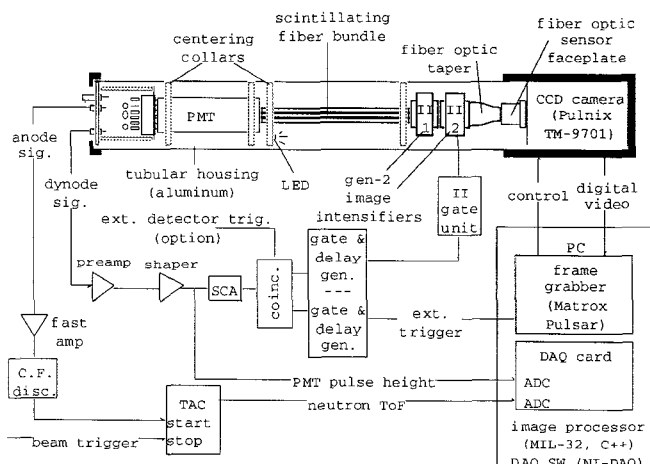 scintillating
fiber bundle
centering
collars
fiber optic
taper
fiber optic
sensor
faceplate
PMT
II
1
II
2
CCD camera
(Pulnix
TM-9701)
anode
sig.
dynode
sig.
tubular housing
(aluminum)
LED
gen-2
image
intensifiers
II
gate
unit
control
digital
video
ext. detector trig.
(option)
preamp
shaper
SCA
coinc.
gate &
delay
gen.
---
gate &
delay
gen.
ext.
trigger
PC
frame
grabber
(Matrox
Pulsar)
fast
amp
C.F.
disc.
PMT pulse height
neutron ToF
DAQ card
ADC
ADC
TAC
start
stop
beam trigger
image processor
(MIL-32, C++)
DAQ SW (NI-DAQ)